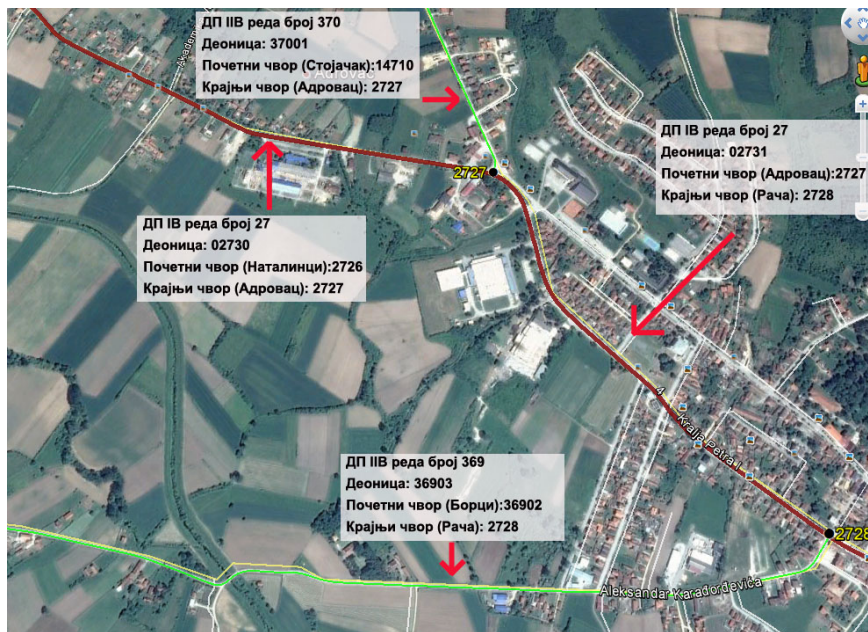 ДП IIВ реда број 370
Деоница: 37001
Почетни чвор (Стојачак):14710
Крајњи чвор (Адровац): 2727
Akademi
Adrovac
2727
ДП IВ реда број 27
Деоница: 02731
Почетни чвор (Адровац):2727
Крајњи чвор (Рача): 2728
ДП IВ реда број 27
Деоница: 02730
Почетни чвор (Наталинци):2726
Крајњи чвор (Адровац): 2727
Kralja Petra I
ДП IIВ реда број 369
Деоница: 36903
Почетни чвор (Борци):36902
Крајњи чвор (Рача): 2728
2728
Aleksandar Karađorđevića